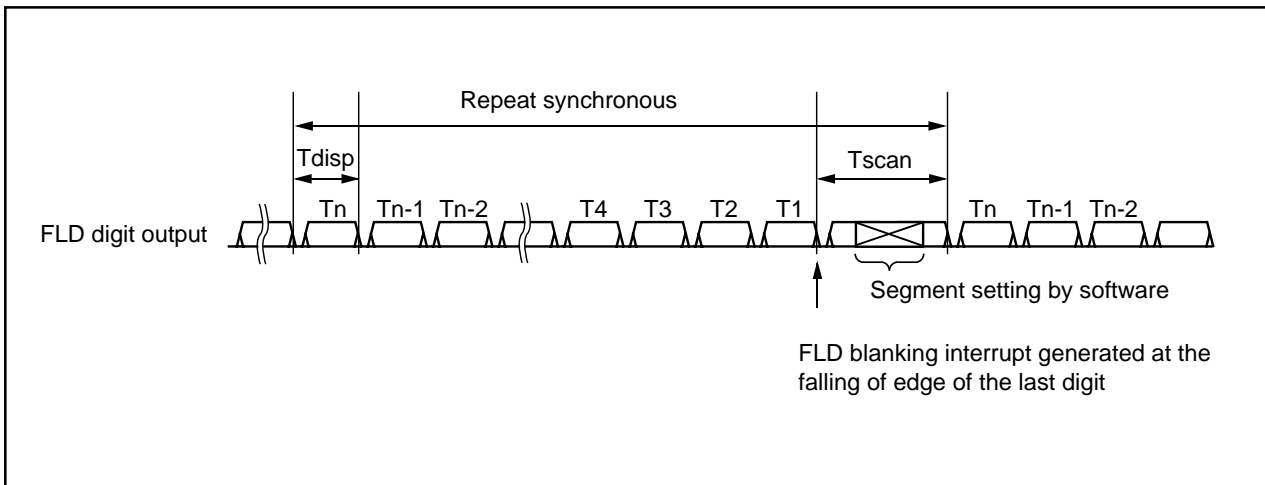 Repeat synchronous
Tdisp
Tscan
Tn Tn-1 Tn-2 T4 T3 T2 T1 Tn Tn-1 Tn-2
FLD digit output
Segment setting by software
FLD blanking interrupt generated at the
falling of edge of the last digit